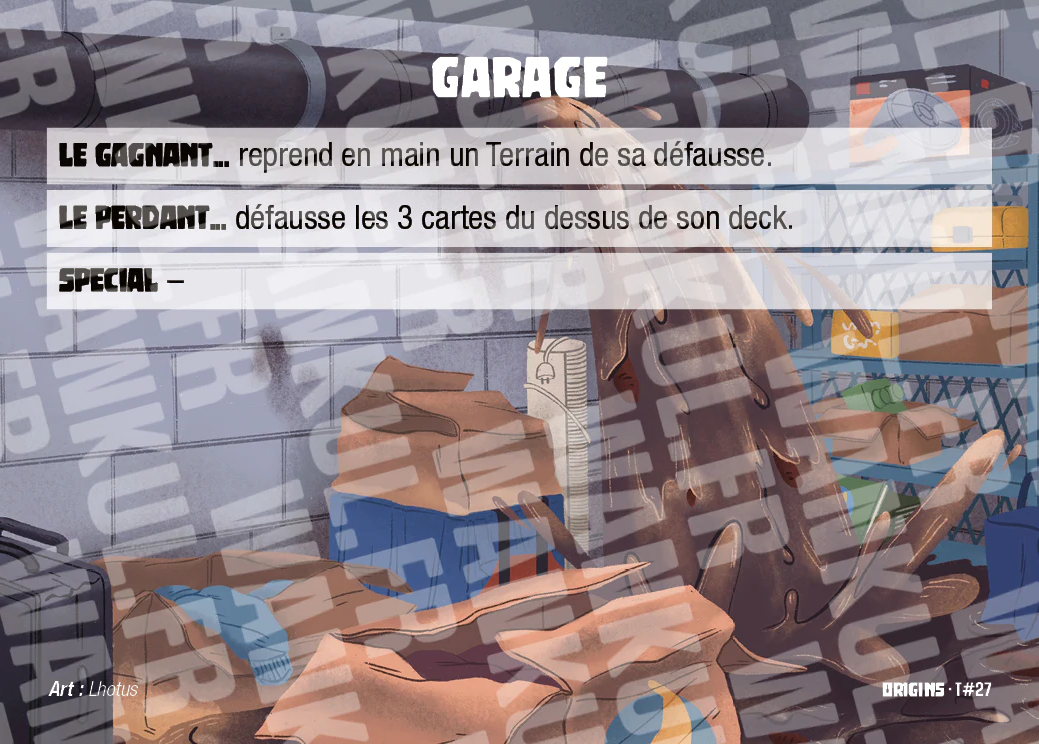 GARAGE
LE GAGNANT... reprend en main un Terrain de sa défausse.
LE PERDANT... défausse les 3 cartes du dessus de son deck.
SPECIAL –
Art : Lhotus
ORIGINS · T#27